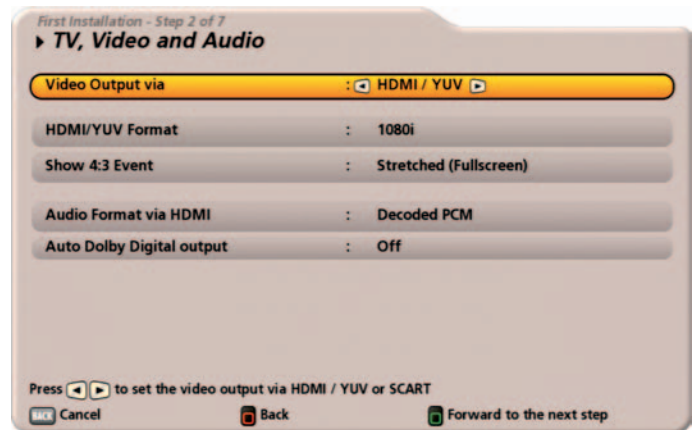 First Installation - Step 2 of 7
TV, Video and Audio
Video Output via : HDMI / YUV
HDMI/YUV Format : 1080i
Show 4:3 Event : Stretched (Fullscreen)
Audio Format via HDMI : Decoded PCM
Auto Dolby Digital output : Off
Press to set the video output via HDMI / YUV or SCART
Cancel Back Forward to the next step